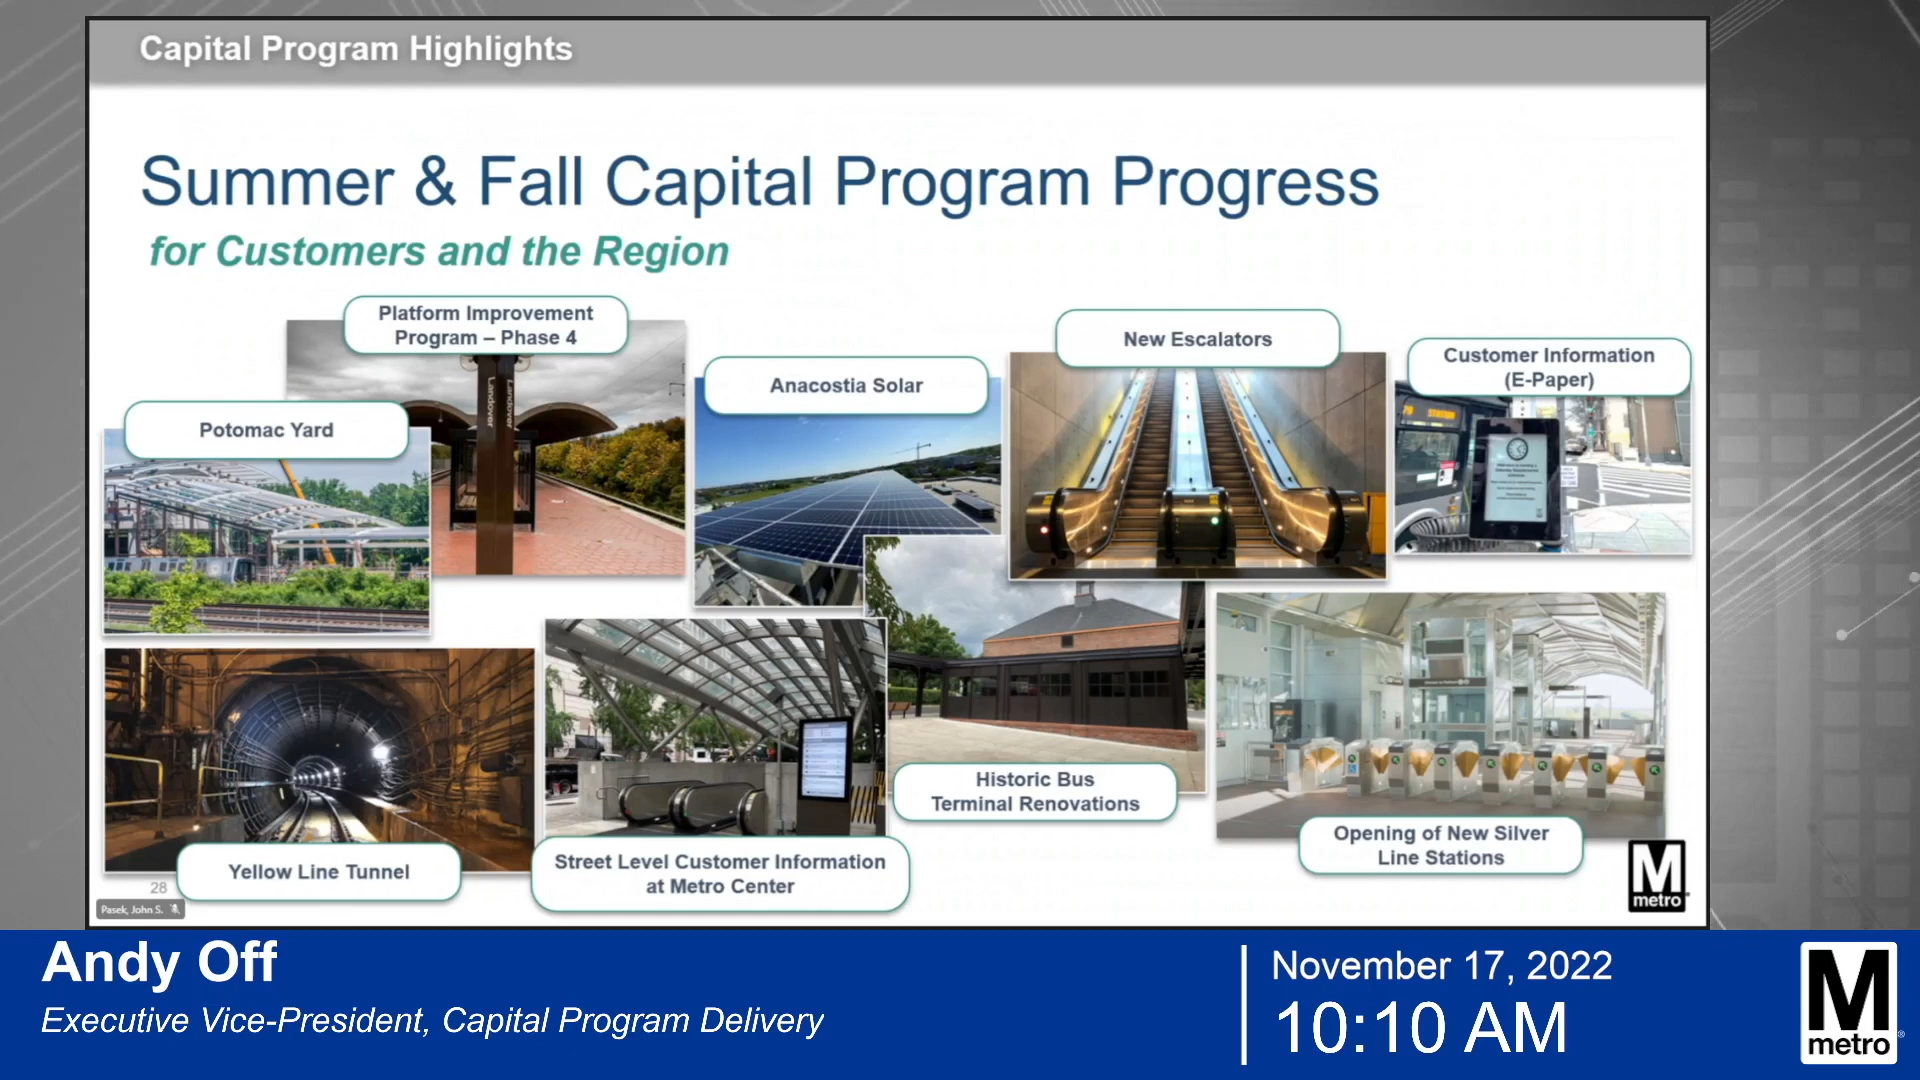 Capital Program Highlights
Summer & Fall Capital Program Progress
for Customers and the Region
Platform Improvement
Program – Phase 4
New Escalators
Customer Information
(E-Paper)
Anacostia Solar
Potomac Yard
Landover
Landover
STATION
Historic Bus
Terminal Renovations
Opening of New Silver
Line Stations
Street Level Customer Information
at Metro Center
Yellow Line Tunnel
28
Pasek, John S.
M
metro
Andy Off
Executive Vice-President, Capital Program Delivery
November 17, 2022
10:10 AM
M
metro®